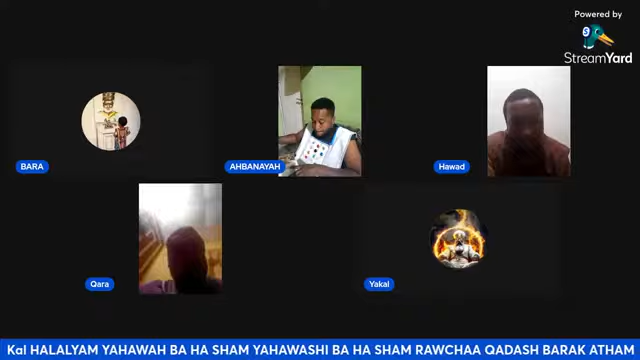 Powered by
StreamYard
BARA
AHBANAYAH
Hawad
Qara
Yakal
Kal HALALYAM YAHAWAH BA HA SHAM YAHAWASHI BA HA SHAM RAWCHAA QADASH BARAK ATHAM